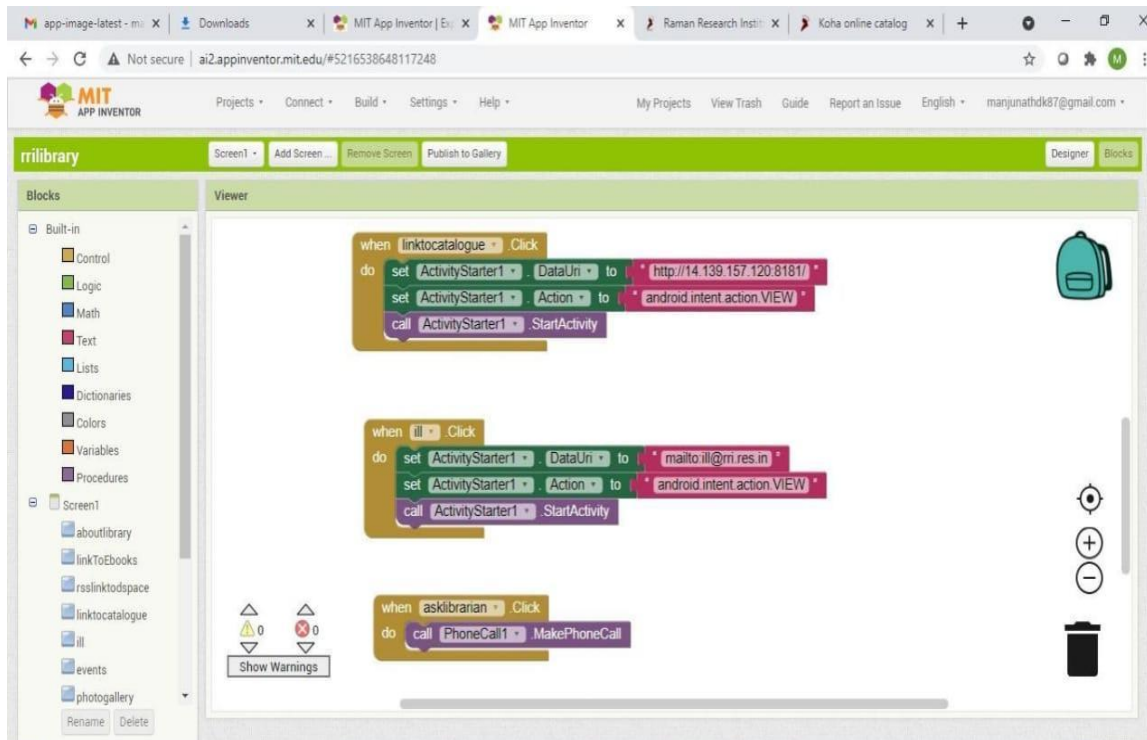 app-image-latest - ma
Downloads
MIT App Inventor | Ex
MIT App Inventor
Raman Research Instit
Koha online catalog
Not secure | ai2.appinventor.mit.edu/#5216538648117248
M
MIT
APP INVENTOR
Projects
Connect
Build
Settings
Help
My Projects
View Trash
Guide
Report an Issue
English
manjunathdk87@gmail.com
rrilibrary
Screen1
Add Screen ...
Remove Screen
Publish to Gallery
Designer
Blocks
Blocks
Viewer
Built-in
Control
Logic
Math
Text
Lists
Dictionaries
Colors
Variables
Procedures
Screen1
aboutlibrary
linkToEbooks
rsslinktodspace
linktocatalogue
ill
events
photogallery
Rename Delete
when linktocatalogue .Click
do set ActivityStarter1 . DataUri to " http://14.139.157.120:8181/ "
set ActivityStarter1 . Action to " android.intent.action.VIEW "
call ActivityStarter1 .StartActivity
when ill .Click
do set ActivityStarter1 . DataUri to " mailto:ill@rri.res.in "
set ActivityStarter1 . Action to " android.intent.action.VIEW "
call ActivityStarter1 .StartActivity
when asklibrarian .Click
do call PhoneCall1 .MakePhoneCall
0 0
Show Warnings